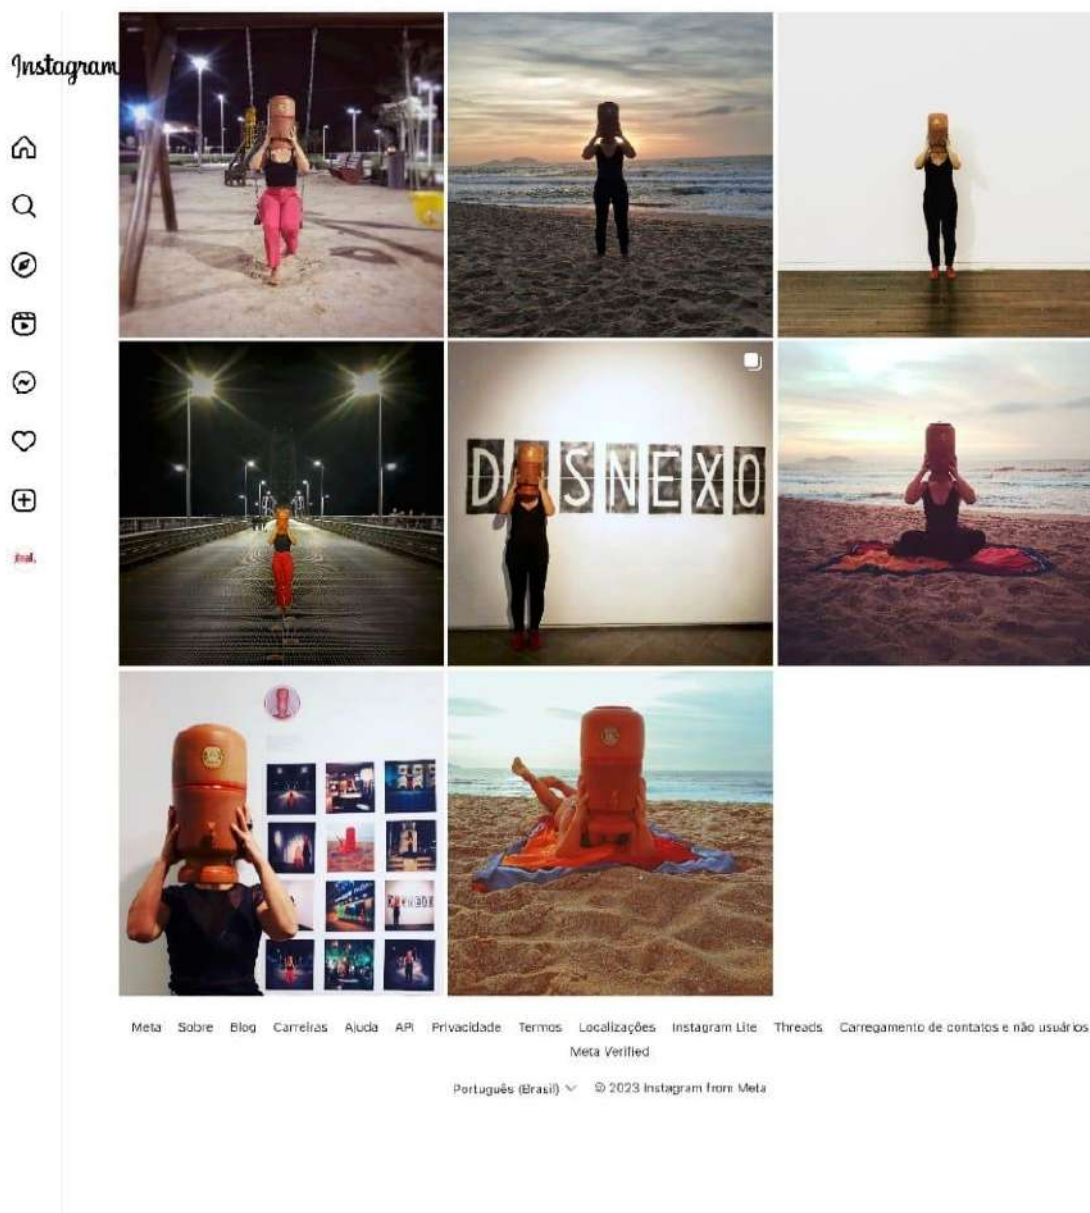 Instagram
D SNEXO
Meta Sobre Blog Carreiras Ajuda API Privacidade Termos Localizações Instagram Lite Threads Carregamento de contatos e não usuários
Meta Verified
Português (Brasil) © 2023 Instagram from Meta